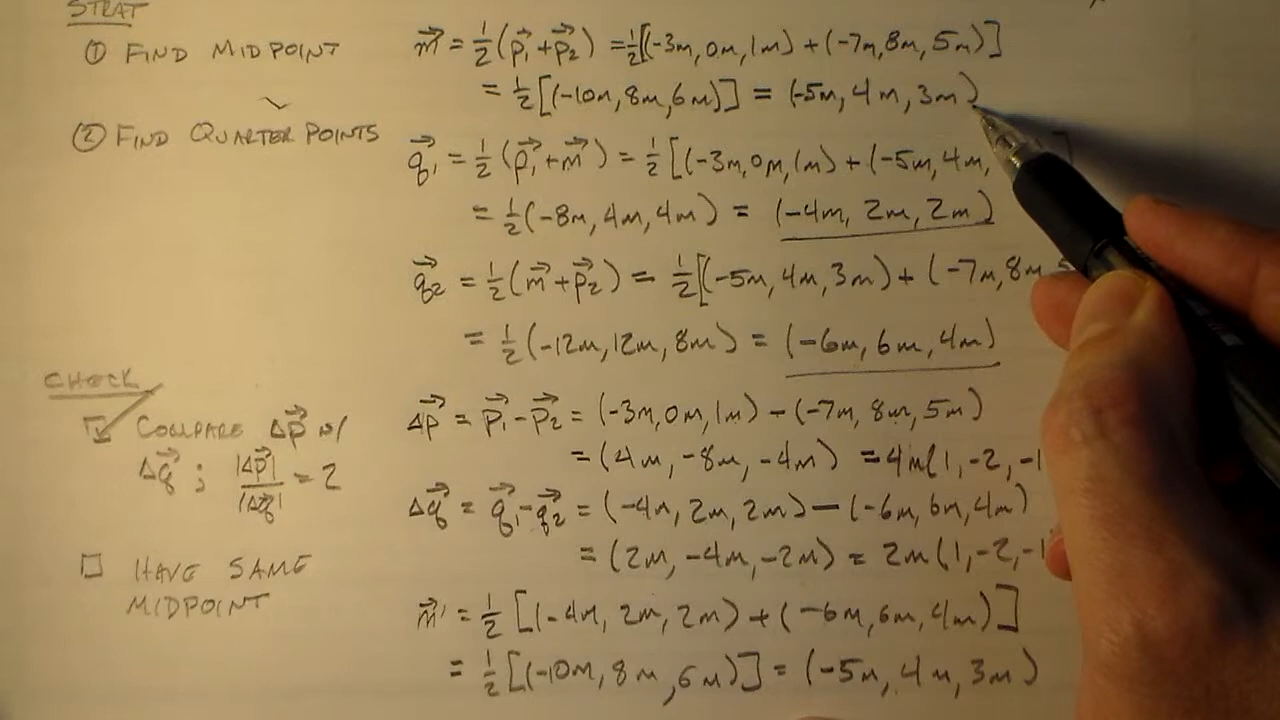 STRAT
① FIND MIDPOINT
m⃗ = 1/2 (p⃗₁ + p⃗₂) = 1/2 [(-3m, 0m, 1m) + (-7m, 8m, 5m)]
= 1/2 [(-10m, 8m, 6m)] = (-5m, 4m, 3m)
② FIND QUARTER POINTS
q⃗₁ = 1/2 (p⃗₁ + m⃗) = 1/2 [(-3m, 0m, 1m) + (-5m, 4m, ]
= 1/2 (-8m, 4m, 4m) = (-4m, 2m, 2m)
q⃗₂ = 1/2 (m⃗ + p⃗₂) = 1/2 [(-5m, 4m, 3m) + (-7m, 8m
= 1/2 (-12m, 12m, 8m) = (-6m, 6m, 4m)
CHECK
☑ COMPARE Δp⃗ w/
Δq⃗ ; |Δp⃗|/|Δq⃗| = 2
Δp⃗ = p⃗₁ - p⃗₂ = (-3m, 0m, 1m) - (-7m, 8m, 5m)
= (4m, -8m, -4m) = 4m(1, -2, -1
Δq⃗ = q⃗₁ - q⃗₂ = (-4m, 2m, 2m) - (-6m, 6m, 4m)
= (2m, -4m, -2m) = 2m(1, -2, -1
☐ HAVE SAME
MIDPOINT
m⃗' = 1/2 [(-4m, 2m, 2m) + (-6m, 6m, 4m)]
= 1/2 [(-10m, 8m, 6m)] = (-5m, 4m, 3m)